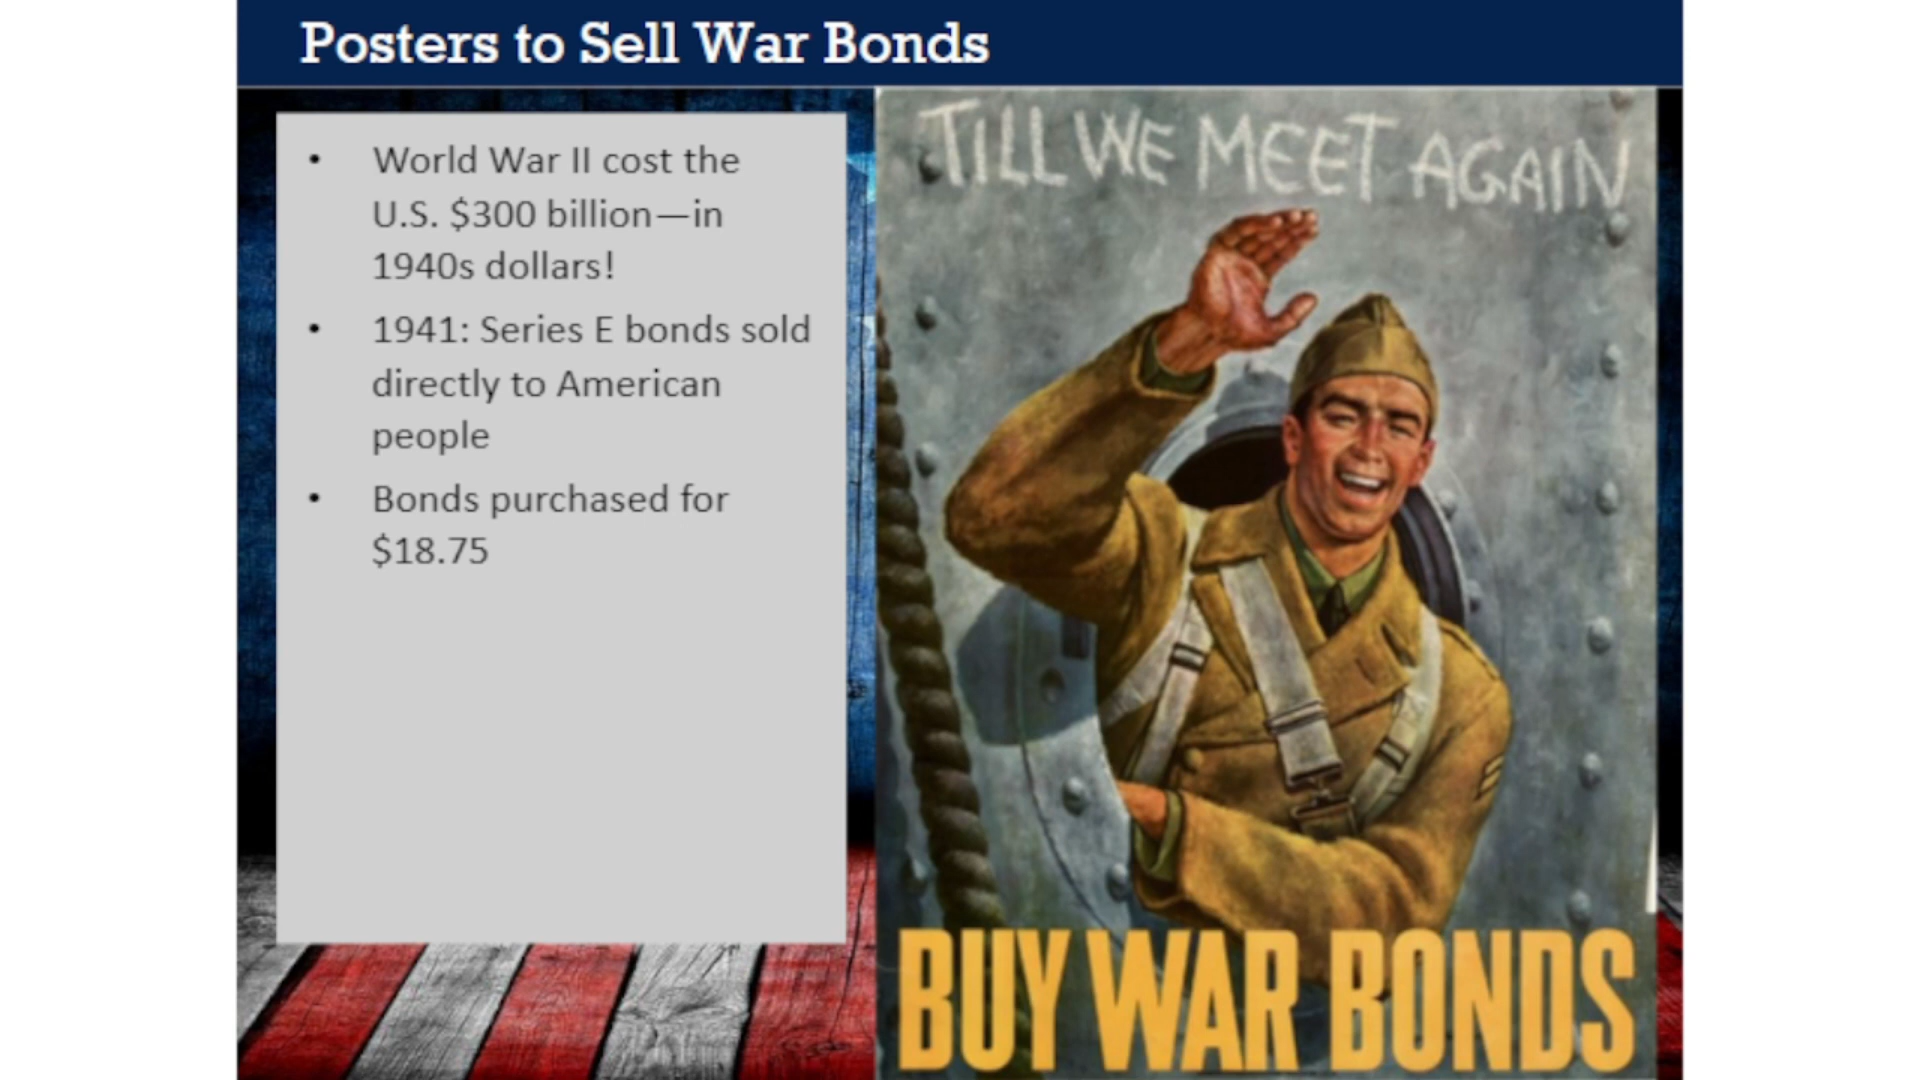 Posters to Sell War Bonds
• World War II cost the
U.S. $300 billion—in
1940s dollars!
• 1941: Series E bonds sold
directly to American
people
• Bonds purchased for
$18.75
TILL WE MEET AGAIN
BUY WAR BONDS